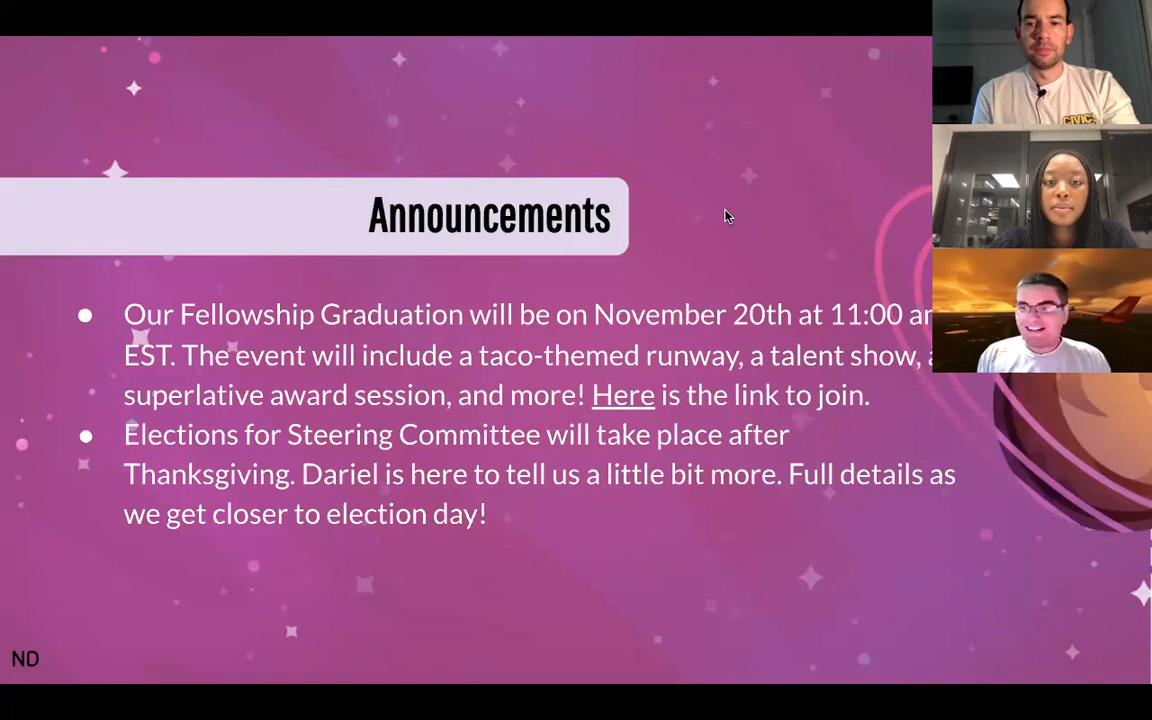 Announcements
● Our Fellowship Graduation will be on November 20th at 11:00
EST. The event will include a taco-themed runway, a talent show,
superlative award session, and more! Here is the link to join.
● Elections for Steering Committee will take place after
Thanksgiving. Dariel is here to tell us a little bit more. Full details as
we get closer to election day!
ND
CIVICS